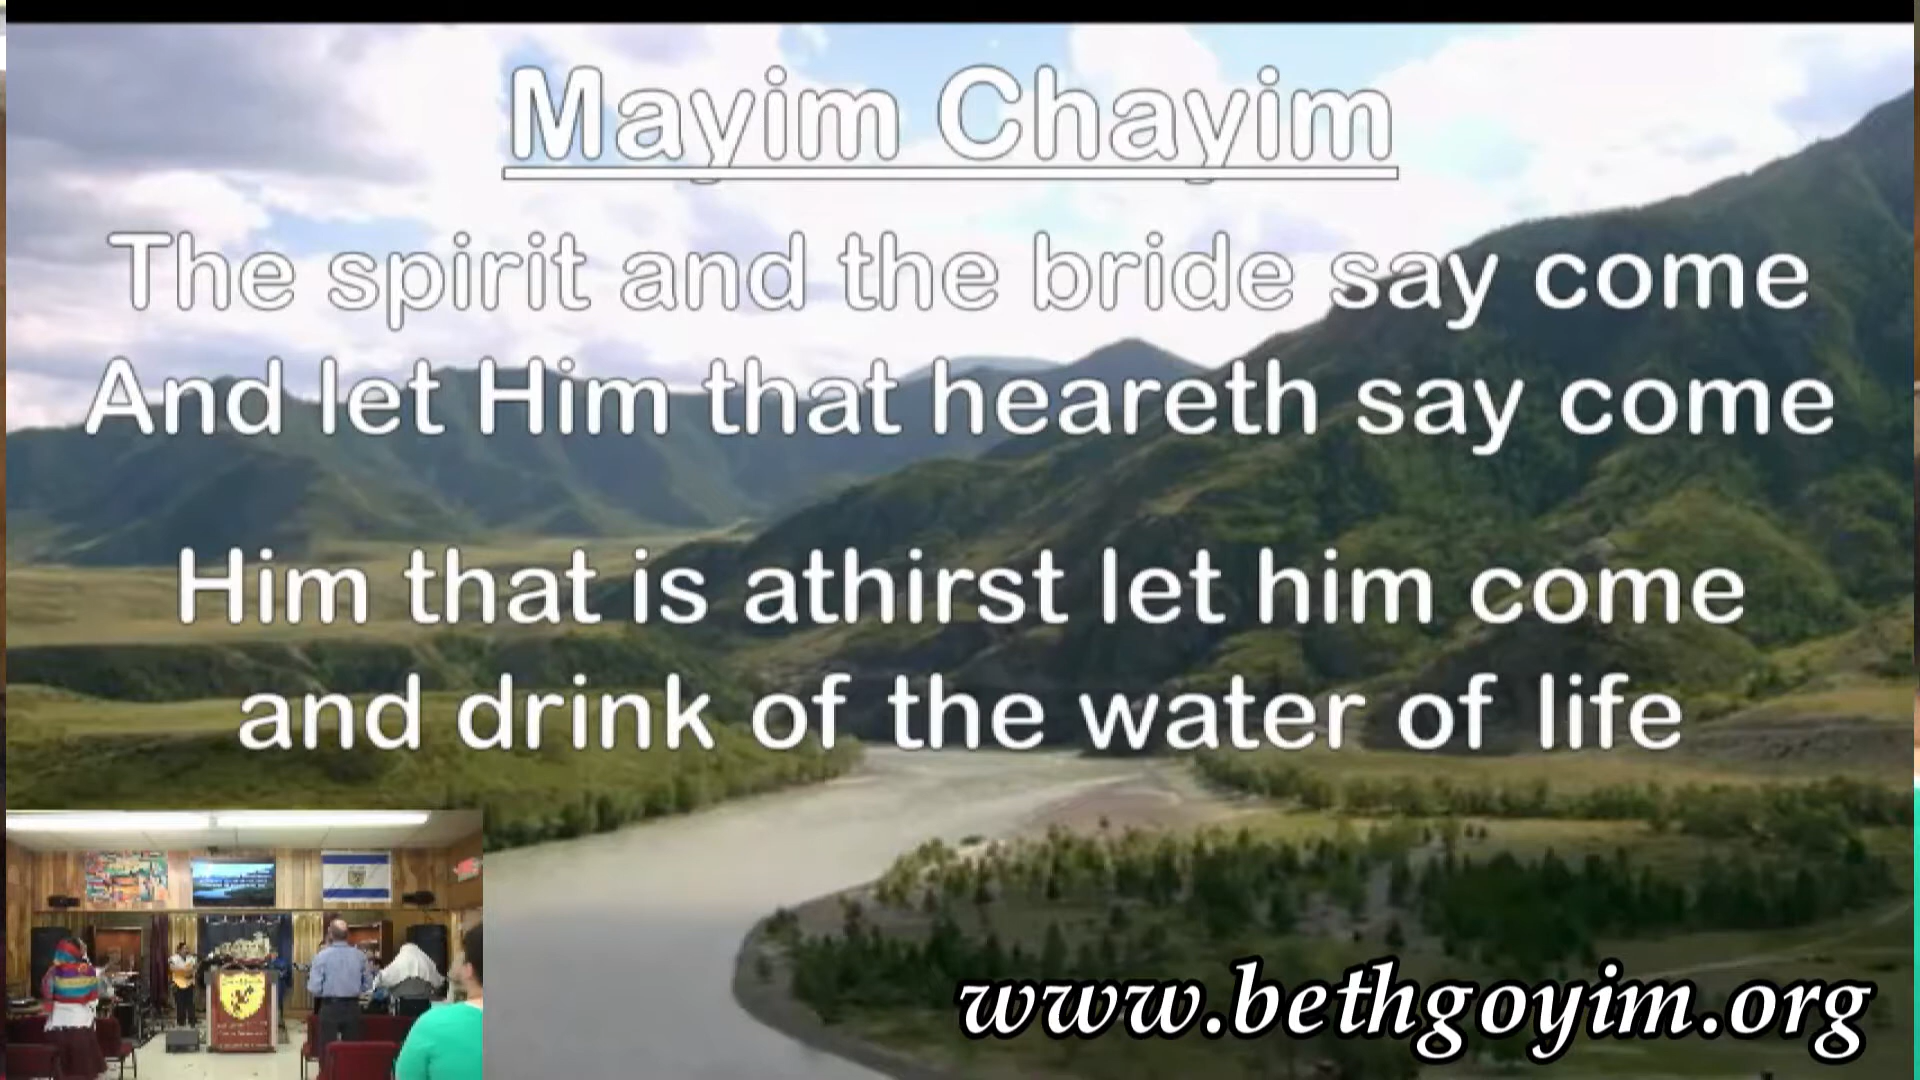 Mayim Chayim
The spirit and the bride say come
And let Him that heareth say come
Him that is athirst let him come
and drink of the water of life
www.bethgoyim.org